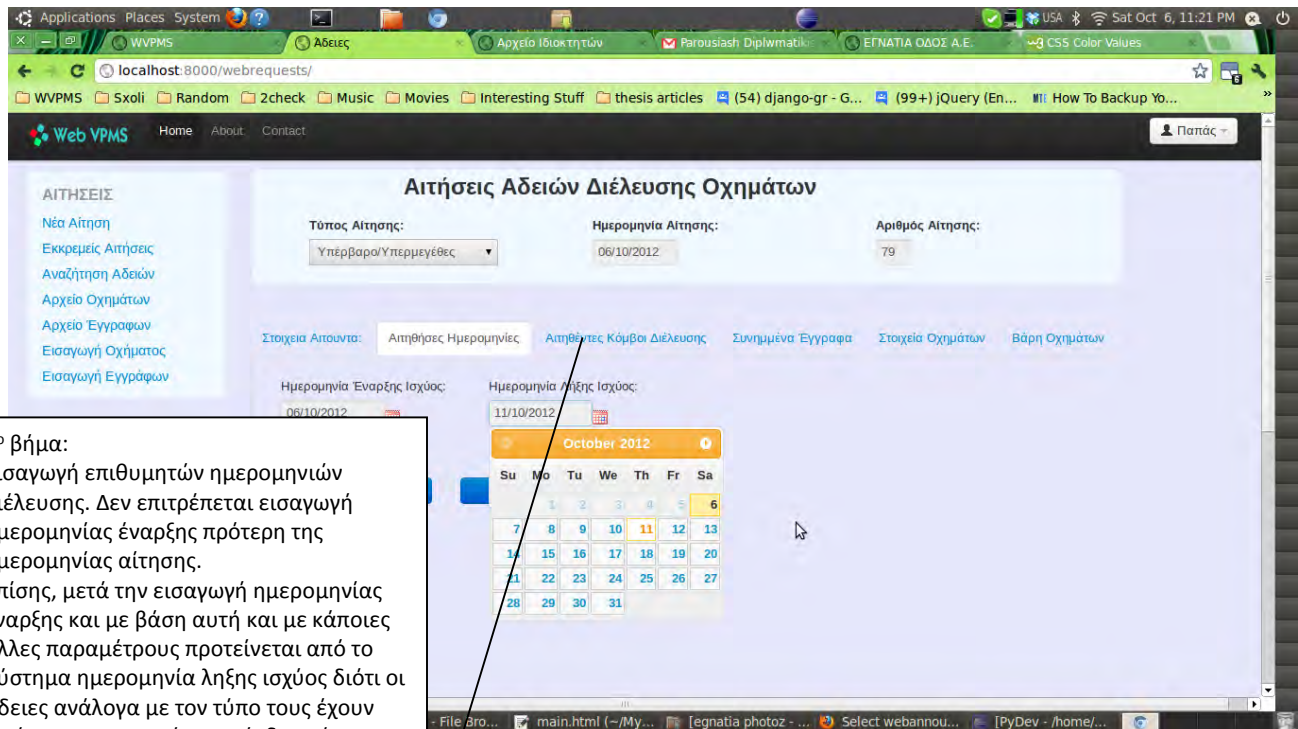 Applications Places System USA Sat Oct 6, 11:21 PM
WVPMS Άδειες Αρχείο Ιδιοκτητών Parousiash Diplwmatik ΕΓΝΑΤΙΑ ΟΔΟΣ Α.Ε. CSS Color Values
localhost:8000/webrequests/
WVPMS Sxoli Random 2check Music Movies Interesting Stuff thesis articles (54) django-gr - G... (99+) jQuery (En... How To Backup Yo... »
Web VPMS Home About Contact Παπάς
ΑΙΤΗΣΕΙΣ
Νέα Αίτηση
Εκκρεμείς Αιτήσεις
Αναζήτηση Αδειών
Αρχείο Οχημάτων
Αρχείο Έγγραφων
Εισαγωγή Οχήματος
Εισαγωγή Εγγράφων
Αιτήσεις Αδειών Διέλευσης Οχημάτων
Τύπος Αίτησης: Ημερομηνία Αίτησης: Αριθμός Αίτησης:
Υπέρβαρο/Υπερμεγέθες 06/10/2012 79
Στοιχεια Αιτουντα: Αιτηθήσες Ημερομηνίες Αιτηθέντες Κόμβοι Διέλευσης Συνημμένα Έγγραφα Στοιχεία Οχημάτων Βάρη Οχημάτων
Ημερομηνία Έναρξης Ισχύος: Ημερομηνία Λήξης Ισχύος:
06/10/2012 11/10/2012
October 2012
Su Mo Tu We Th Fr Sa
1 2 3 4 5 6
7 8 9 10 11 12 13
14 15 16 17 18 19 20
21 22 23 24 25 26 27
28 29 30 31
ο βήμα:
ισαγωγή επιθυμητών ημερομηνιών
ιέλευσης. Δεν επιτρέπεται εισαγωγή
μερομηνίας έναρξης πρότερη της
μερομηνίας αίτησης.
πίσης, μετά την εισαγωγή ημερομηνίας
ναρξης και με βάση αυτή και με κάποιες
λλες παραμέτρους προτείνεται από το
ύστημα ημερομηνία ληξης ισχύος διότι οι
δειες ανάλογα με τον τύπο τους έχουν
- File Bro... main.html (~/My... [egnatia photoz - ... Select webannou... [PyDev - /home/...